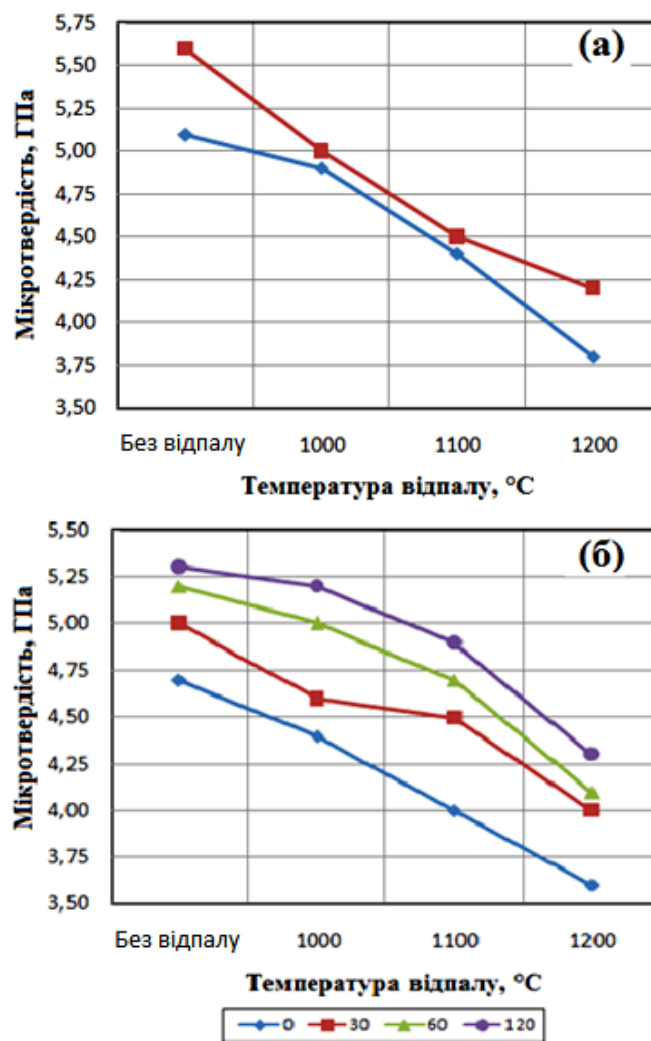 (а)
Мікротвердість, ГПа
5,75
5,50
5,25
5,00
4,75
4,50
4,25
4,00
3,75
3,50
Без відпалу 1000 1100 1200
Температура відпалу, °C
(б)
Мікротвердість, ГПа
5,50
5,25
5,00
4,75
4,50
4,25
4,00
3,75
3,50
Без відпалу 1000 1100 1200
Температура відпалу, °C
0 30 60 120